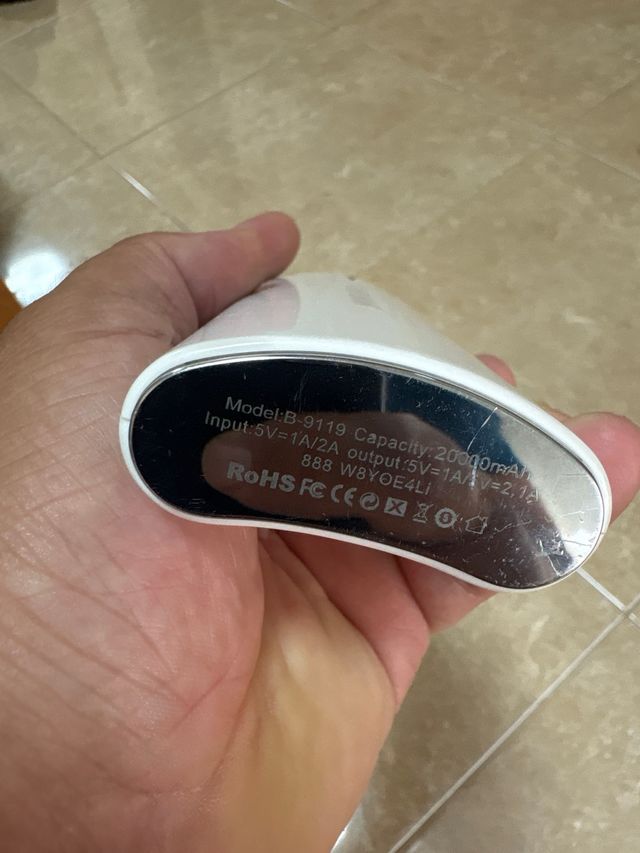 Model:B-9119 Capacity:20000mAh
Input:5V=1A/2A output:5V=1A/5V=2.1A
888 W8YOE4Li
RoHS FC CE